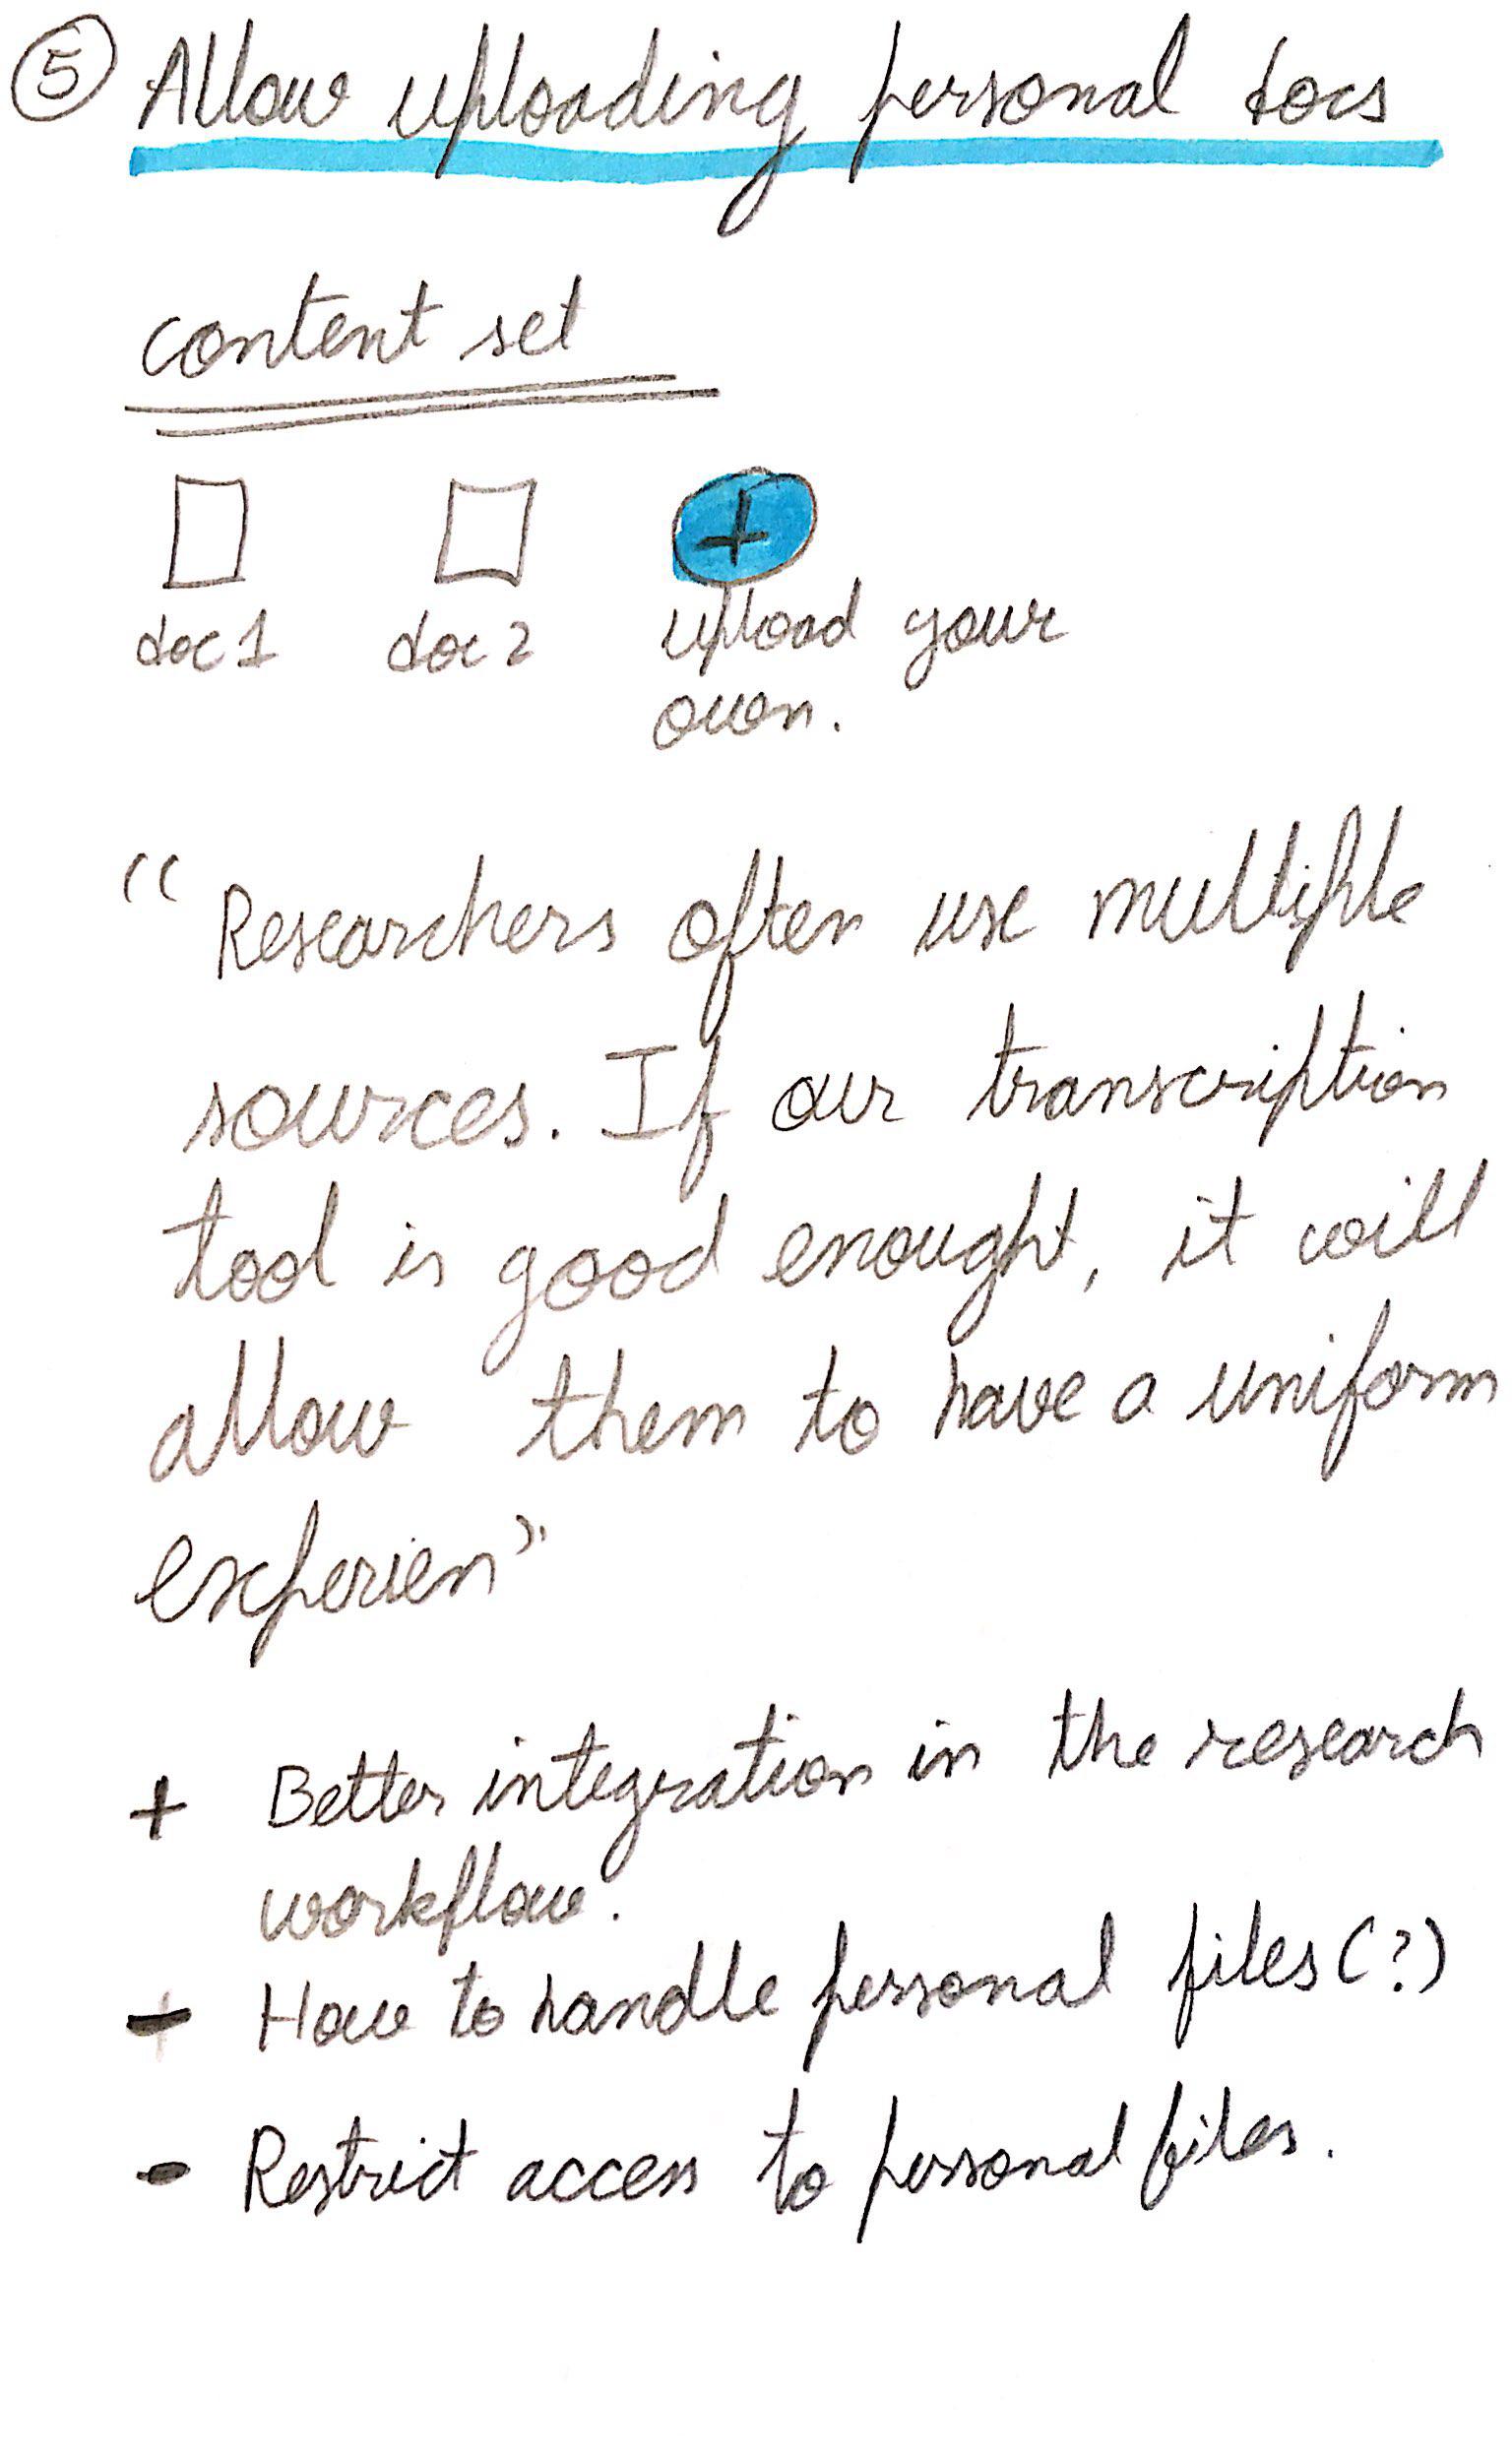 5 Allow uploading personal docs
content set
+
doc 1 doc 2 upload your
own.
“Researchers often use multiple
sources. If our transcription
tool is good enought, it will
allow them to have a uniform
experien”
+ Better integration in the research
workflow.
- How to handle personal files (?)
- Restrict access to personal files.